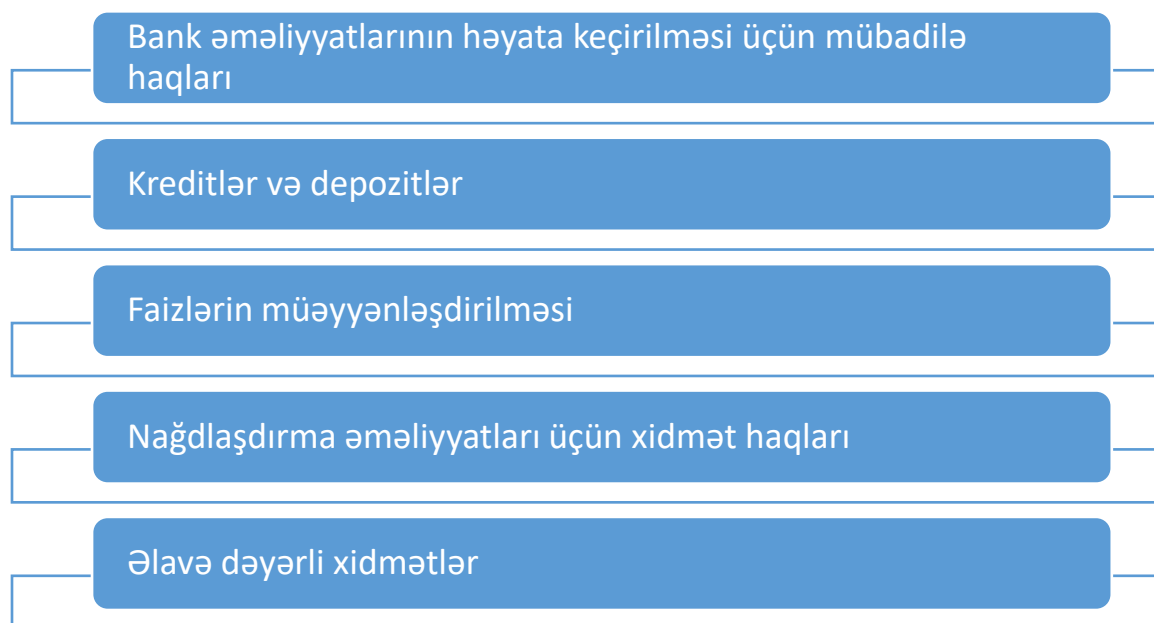 Bank əməliyyatlarının həyata keçirilməsi üçün mübadilə
haqları
Kreditlər və depozitlər
Faizlərin müəyyənləşdirilməsi
Nağdlaşdırma əməliyyatları üçün xidmət haqları
Əlavə dəyərli xidmətlər